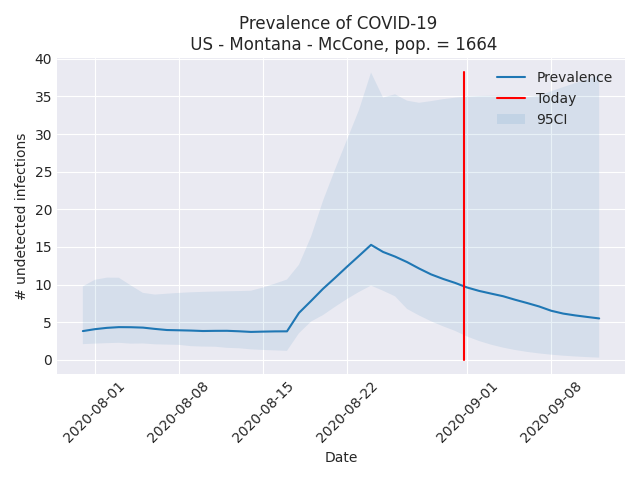 Prevalence of COVID-19
US - Montana - McCone, pop. = 1664
# undetected infections
40
35
30
25
20
15
10
5
0
Prevalence
Today
95CI
2020-08-01
2020-08-08
2020-08-15
2020-08-22
2020-09-01
2020-09-08
Date